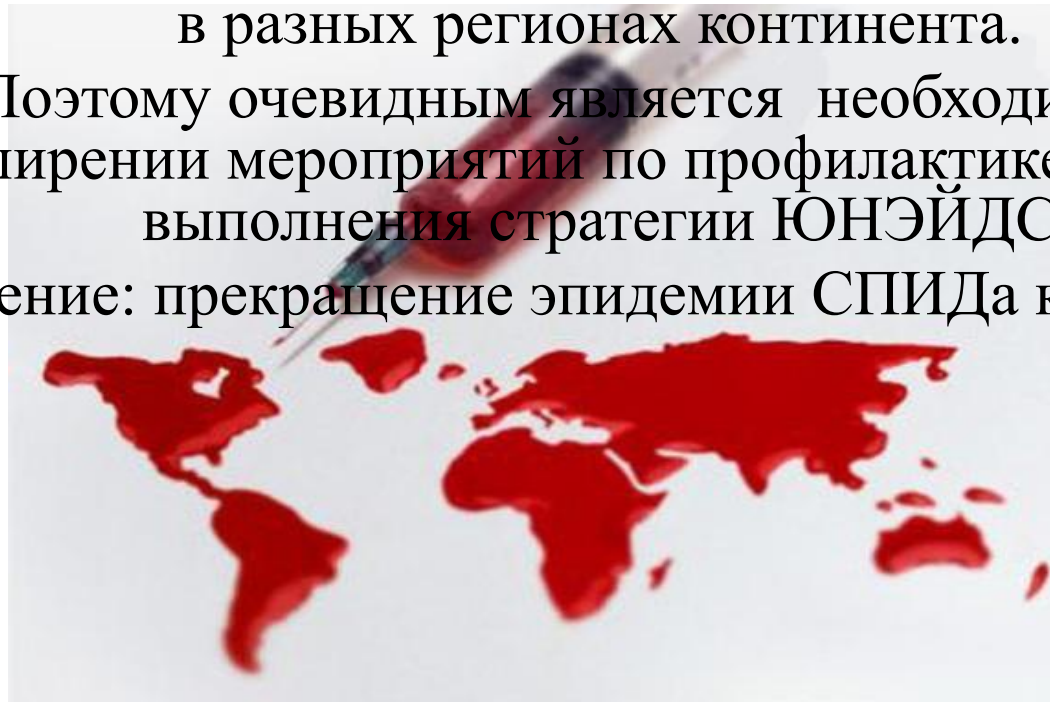 в разных регионах континента.
Поэтому очевидным является необходи
ширении мероприятий по профилактике
выполнения стратегии ЮНЭЙДС
ение: прекращение эпидемии СПИДа к